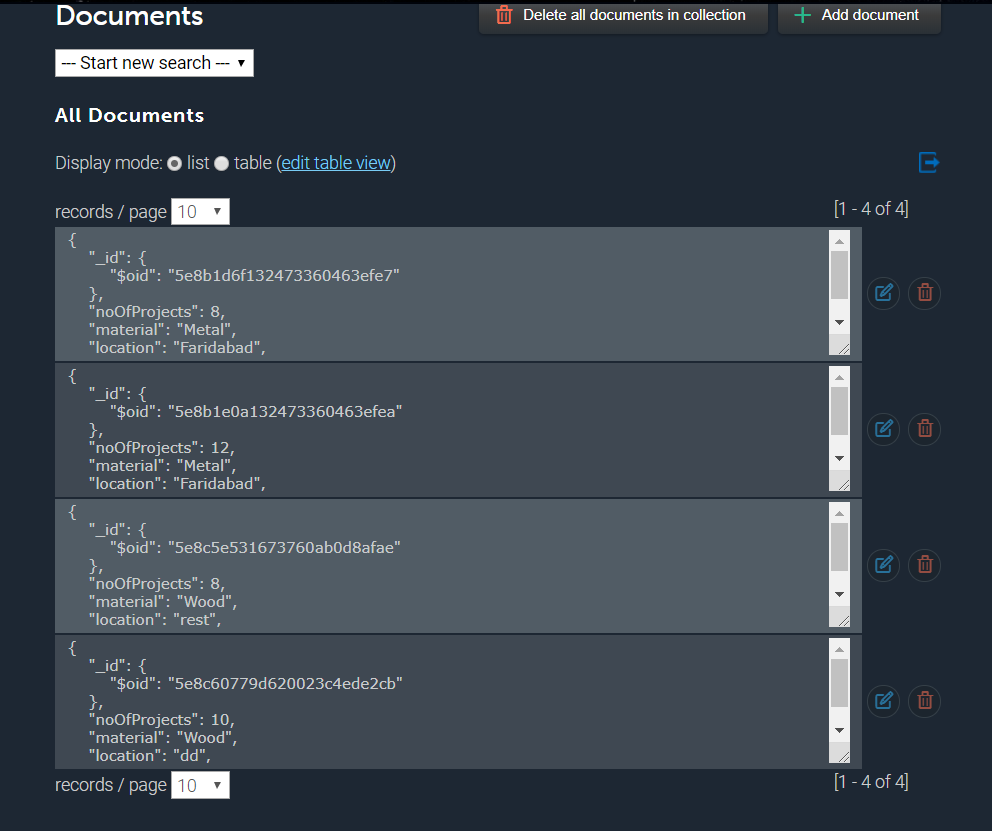 Documents
Delete all documents in collection
Add document
--- Start new search ---
All Documents
Display mode: list table (edit table view)
records / page 10
[1 - 4 of 4]
{
"_id": {
"$oid": "5e8b1d6f132473360463efe7"
},
"noOfProjects": 8,
"material": "Metal",
"location": "Faridabad",
{
"_id": {
"$oid": "5e8b1e0a132473360463efea"
},
"noOfProjects": 12,
"material": "Metal",
"location": "Faridabad",
{
"_id": {
"$oid": "5e8c5e531673760ab0d8afae"
},
"noOfProjects": 8,
"material": "Wood",
"location": "rest",
{
"_id": {
"$oid": "5e8c60779d620023c4ede2cb"
},
"noOfProjects": 10,
"material": "Wood",
"location": "dd",
records / page 10
[1 - 4 of 4]